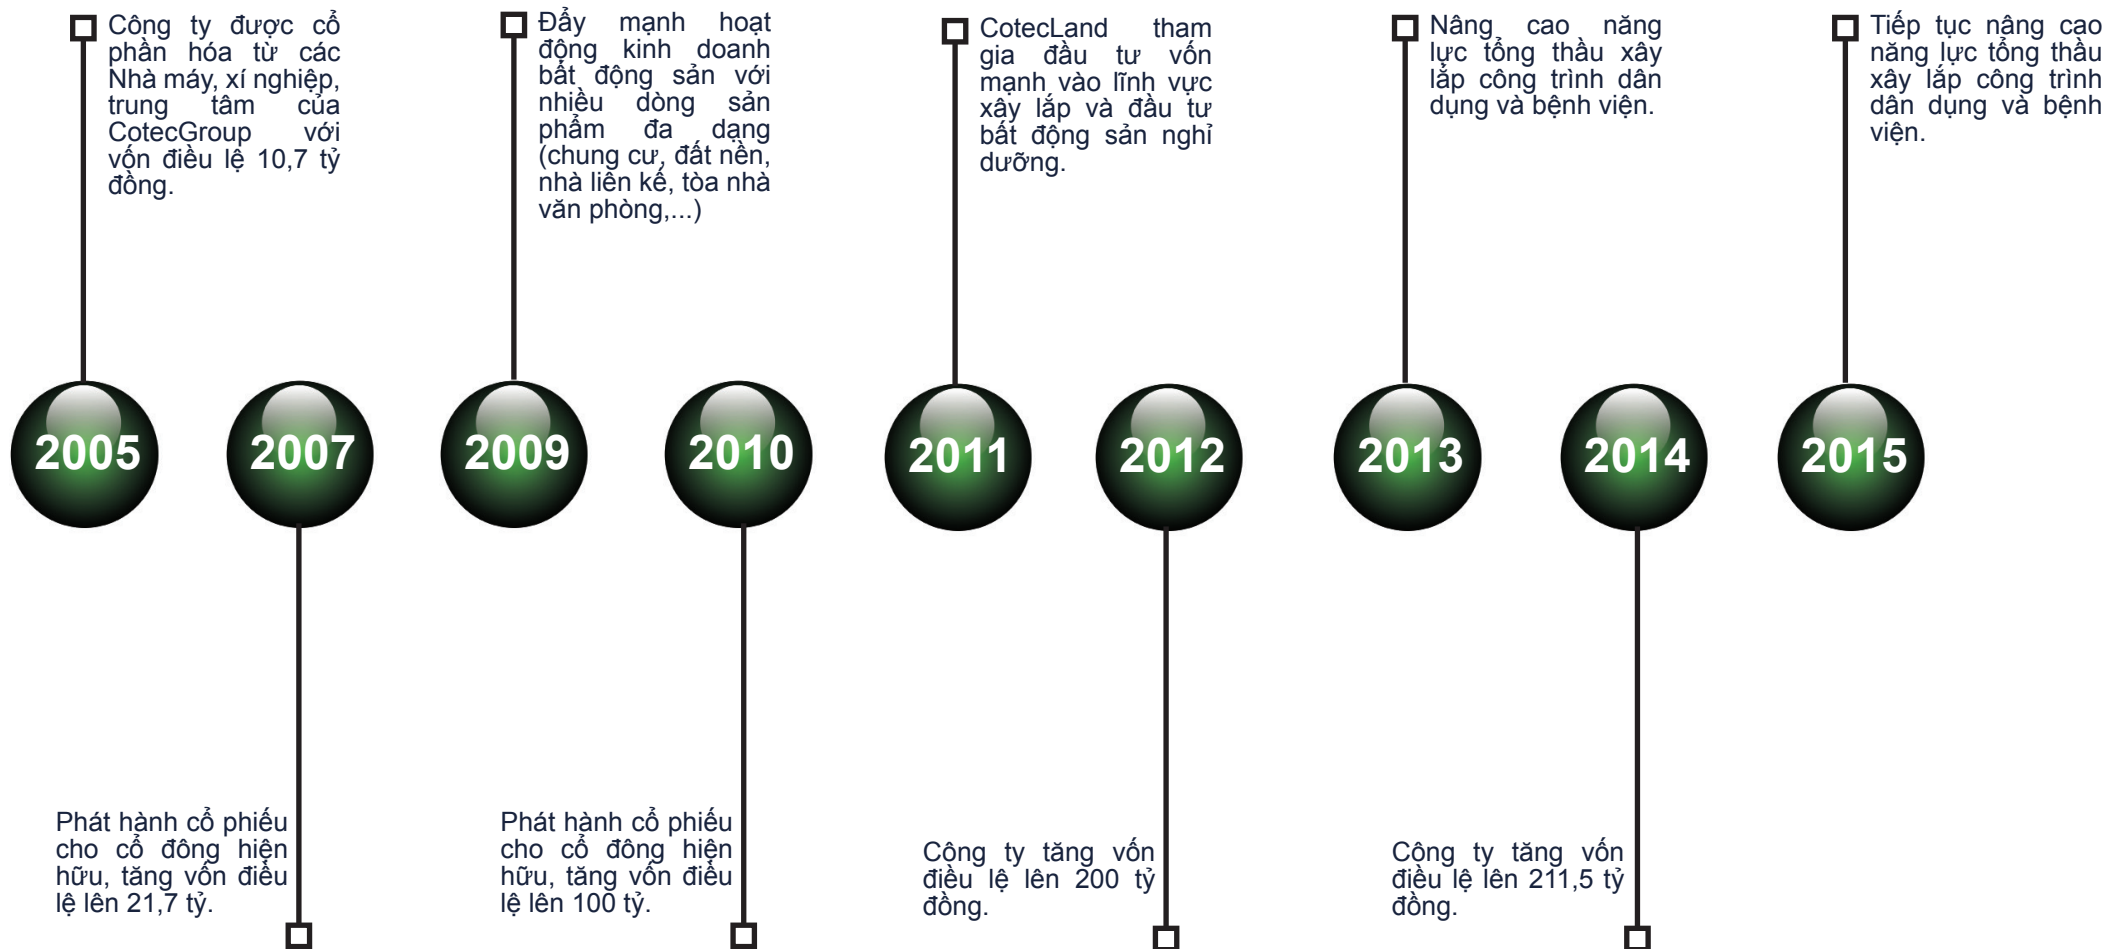 Công ty được cổ
phần hóa từ các
Nhà máy, xí nghiệp,
trung tâm của
CotecGroup với
vốn điều lệ 10,7 tỷ
đồng.
Đẩy mạnh hoạt
động kinh doanh
bất động sản với
nhiều dòng sản
phẩm đa dạng
(chung cư, đất nền,
nhà liên kế, tòa nhà
văn phòng,...)
CotecLand tham
gia đầu tư vốn
mạnh vào lĩnh vực
xây lắp và đầu tư
bất động sản nghỉ
dưỡng.
Nâng cao năng
lực tổng thầu xây
lắp công trình dân
dụng và bệnh viện.
Tiếp tục nâng cao
năng lực tổng thầu
xây lắp công trình
dân dụng và bệnh
viện.
2005
2007
2009
2010
2011
2012
2013
2014
2015
Phát hành cổ phiếu
cho cổ đông hiện
hữu, tăng vốn điều
lệ lên 21,7 tỷ.
Phát hành cổ phiếu
cho cổ đông hiện
hữu, tăng vốn điều
lệ lên 100 tỷ.
Công ty tăng vốn
điều lệ lên 200 tỷ
đồng.
Công ty tăng vốn
điều lệ lên 211,5 tỷ
đồng.